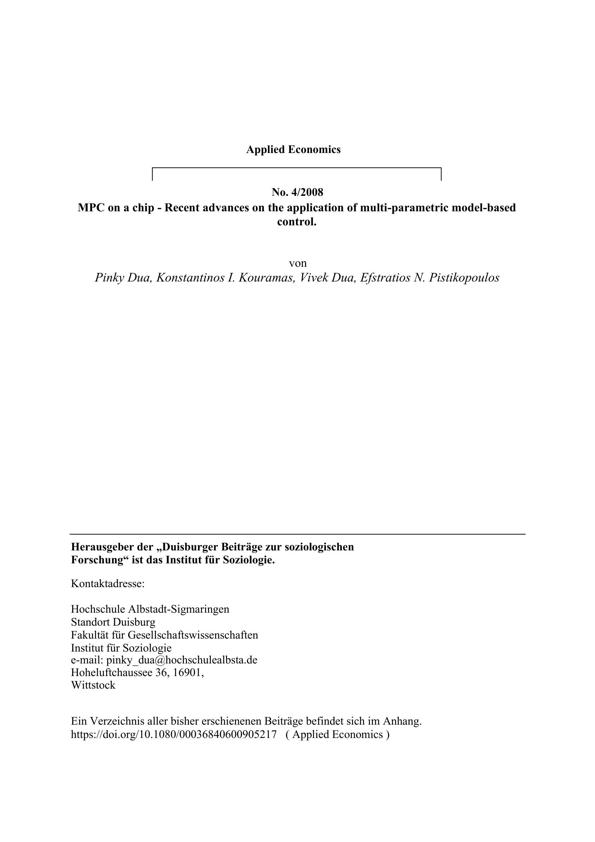 Applied Economics
No. 4/2008
MPC on a chip - Recent advances on the application of multi-parametric model-based
control.
von
Pinky Dua, Konstantinos I. Kouramas, Vivek Dua, Efstratios N. Pistikopoulos
Herausgeber der „Duisburger Beiträge zur soziologischen
Forschung“ ist das Institut für Soziologie.
Kontaktadresse:
Hochschule Albstadt-Sigmaringen
Standort Duisburg
Fakultät für Gesellschaftswissenschaften
Institut für Soziologie
e-mail: pinky_dua@hochschulealbsta.de
Hoheluftchaussee 36, 16901,
Wittstock
Ein Verzeichnis aller bisher erschienenen Beiträge befindet sich im Anhang.
https://doi.org/10.1080/00036840600905217 ( Applied Economics )